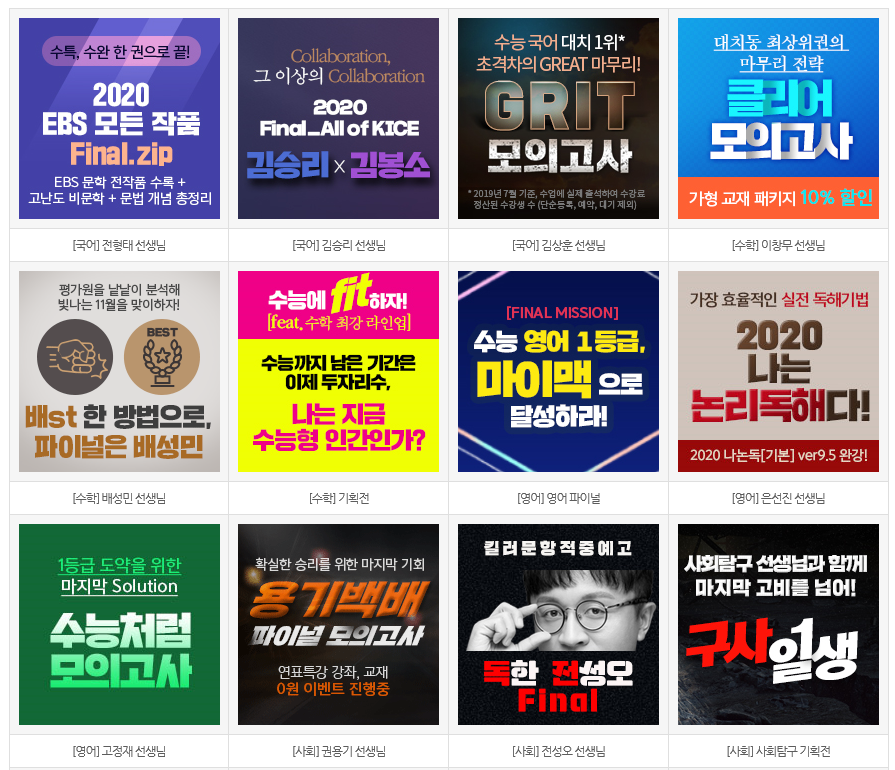 수특, 수완 한 권으로 끝!
2020
EBS 모든 작품
Final.zip
EBS 문학 전작품 수록 +
고난도 비문학 + 문법 개념 총정리
[국어] 전형태 선생님
Collaboration,
그 이상의 Collaboration
2020
Final_All of KICE
김승리 X 김봉소
[국어] 김승리 선생님
수능 국어 대치 1위*
초격차의 GREAT 마무리!
GRIT
모의고사
* 2019년 7월 기준, 수업에 실제 출석하여 수강료
정산된 수강생 수 (단순등록, 예약, 대기 제외)
[국어] 김상훈 선생님
대치동 최상위권의
마무리 전략
클리어
모의고사
가형 교재 패키지 10% 할인
[수학] 이창무 선생님
평가원을 낱낱이 분석해
빛나는 11월을 맞이하자!
BEST
배st 한 방법으로,
파이널은 배성민
[수학] 배성민 선생님
수능에 fit하자!
[feat. 수학 최강 라인업]
수능까지 남은 기간은
이제 두자리수,
나는 지금
수능형 인간인가?
[수학] 기획전
[FINAL MISSION]
수능 영어 1등급,
마이맥 으로
달성하라!
[영어] 영어 파이널
가장 효율적인 실전 독해기법
2020
나는
논리독해다!
2020 나논독[기본] ver9.5 완강!
[영어] 은선진 선생님
1등급 도약을 위한
마지막 Solution
수능처럼
모의고사
[영어] 고정재 선생님
확실한 승리를 위한 마지막 기회
용기백배
파이널 모의고사
연표특강 강좌, 교재
0원 이벤트 진행중
[사회] 권용기 선생님
킬러문항적중예고
독한 전성오
Final
[사회] 전성오 선생님
사회탐구 선생님과 함께
마지막 고비를 넘어!
구사일생
[사회] 사회탐구 기획전